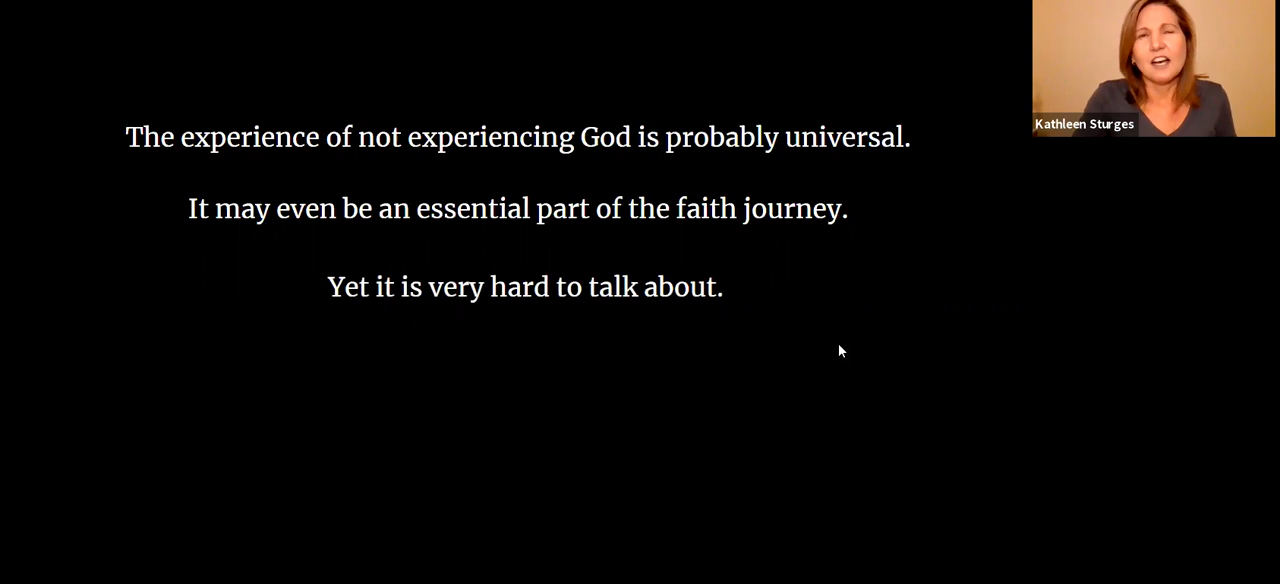 The experience of not experiencing God is probably universal.
It may even be an essential part of the faith journey.
Yet it is very hard to talk about.
Kathleen Sturges